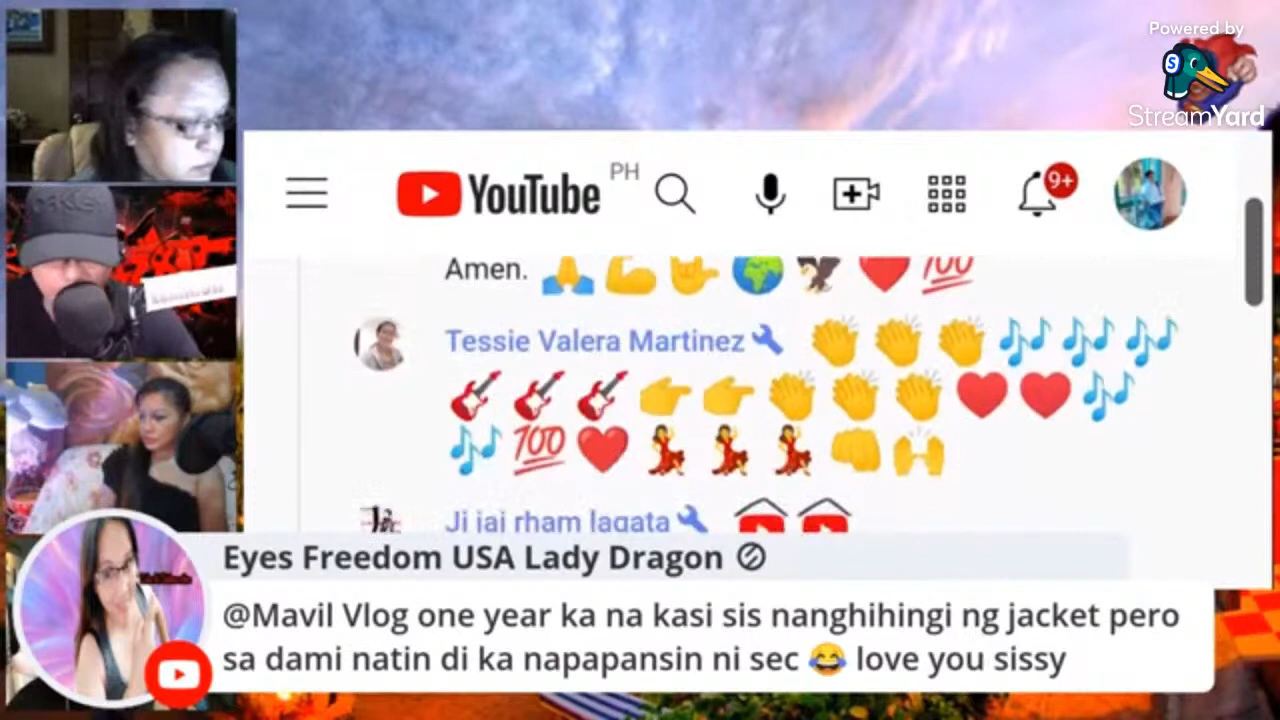 Powered by
StreamYard
YouTube PH
9+
Amen. 🙏💪🤟🌍🦅❤️💯
Tessie Valera Martinez 👏👏👏🎶🎶🎶
🎸🎸🎸👉👉👏👏👏❤️❤️🎶
🎶💯❤️💃💃💃👊🙌
Ji jai rham lagata
Eyes Freedom USA Lady Dragon
@Mavil Vlog one year ka na kasi sis nanghihingi ng jacket pero
sa dami natin di ka napapansin ni sec 😂 love you sissy